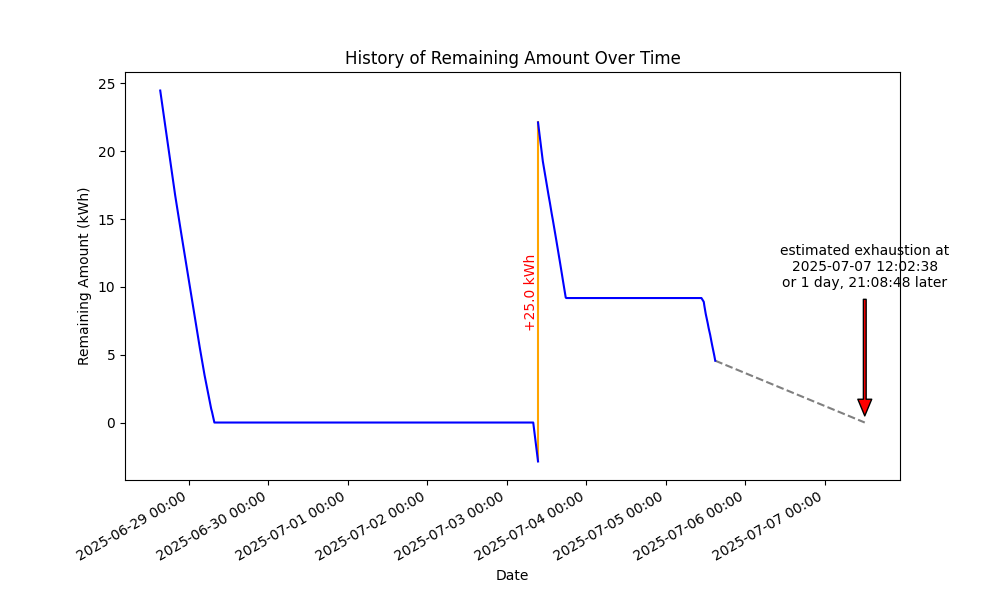 History of Remaining Amount Over Time
25
20
15
10
5
0
Remaining Amount (kWh)
+25.0 kWh
estimated exhaustion at
2025-07-07 12:02:38
or 1 day, 21:08:48 later
2025-06-29 00:00
2025-06-30 00:00
2025-07-01 00:00
2025-07-02 00:00
2025-07-03 00:00
2025-07-04 00:00
2025-07-05 00:00
2025-07-06 00:00
2025-07-07 00:00
Date